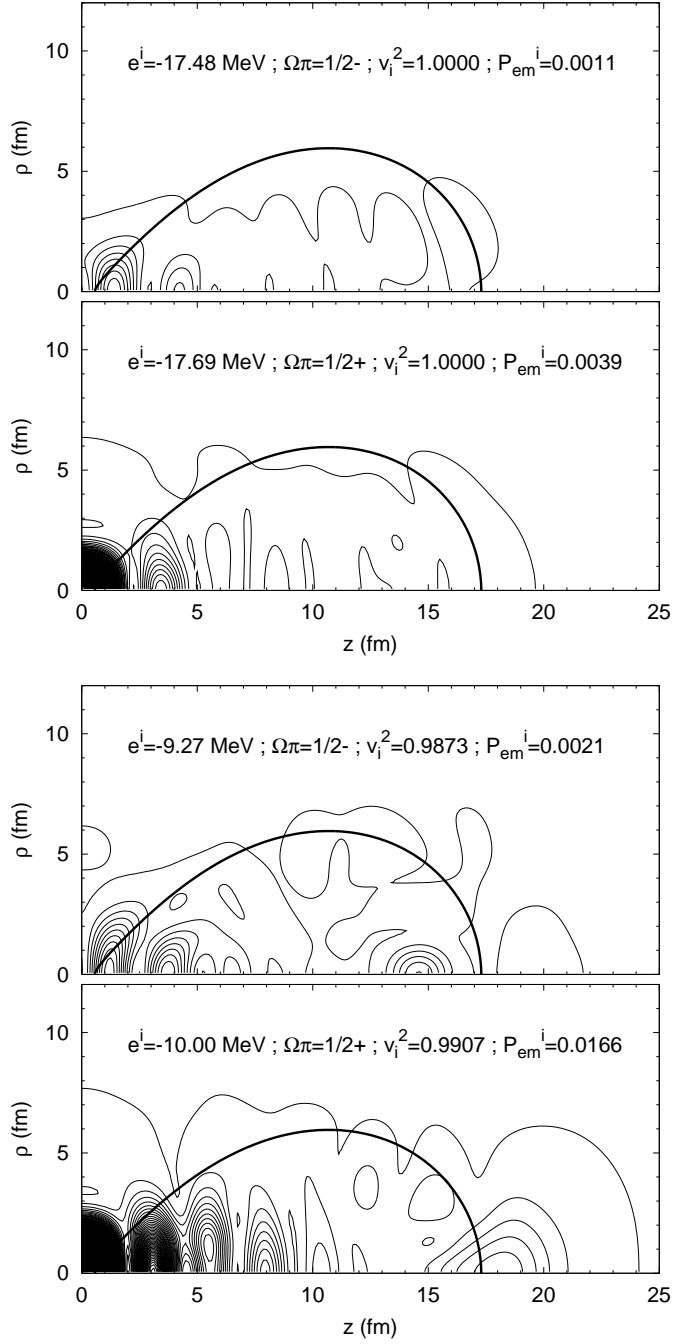 10
e^i=-17.48 MeV ; Ωπ=1/2- ; v_i^2=1.0000 ; P_em^i=0.0011
ρ (fm)
5
0
10
e^i=-17.69 MeV ; Ωπ=1/2+ ; v_i^2=1.0000 ; P_em^i=0.0039
ρ (fm)
5
0
0 5 10 15 20 25
z (fm)
10
e^i=-9.27 MeV ; Ωπ=1/2- ; v_i^2=0.9873 ; P_em^i=0.0021
ρ (fm)
5
0
10
e^i=-10.00 MeV ; Ωπ=1/2+ ; v_i^2=0.9907 ; P_em^i=0.0166
ρ (fm)
5
0
0 5 10 15 20 25
z (fm)